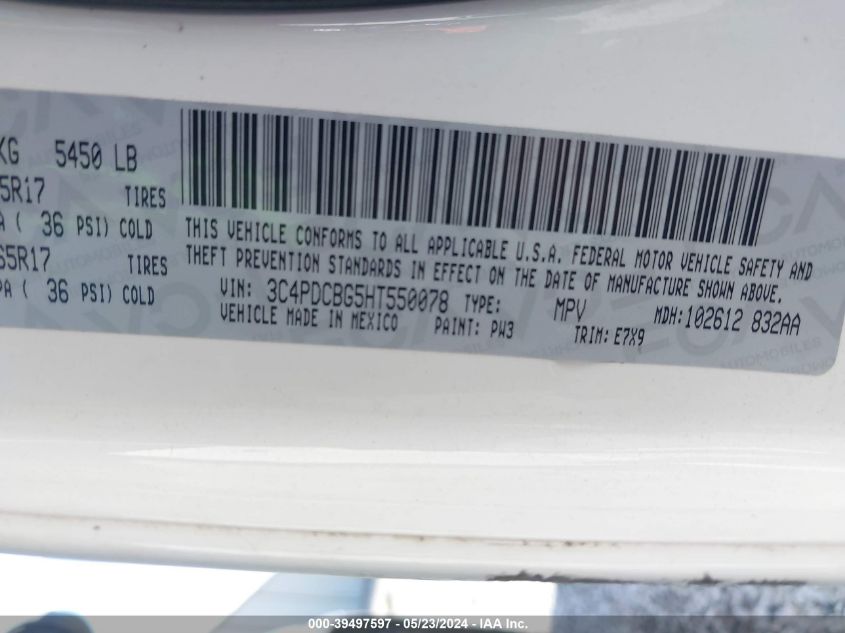 KG 5450 LB
5R17 TIRES
A ( 36 PSI) COLD
65R17 TIRES
PA ( 36 PSI) COLD
THIS VEHICLE CONFORMS TO ALL APPLICABLE U.S.A. FEDERAL MOTOR VEHICLE SAFETY AND
THEFT PREVENTION STANDARDS IN EFFECT ON THE DATE OF MANUFACTURE SHOWN ABOVE.
VIN: 3C4PDCBG5HT550078 TYPE: MPV MDH:102612 832AA
VEHICLE MADE IN MEXICO PAINT: PW3 TRIM: E7X9
000-39497597 - 05/23/2024 - IAA Inc.